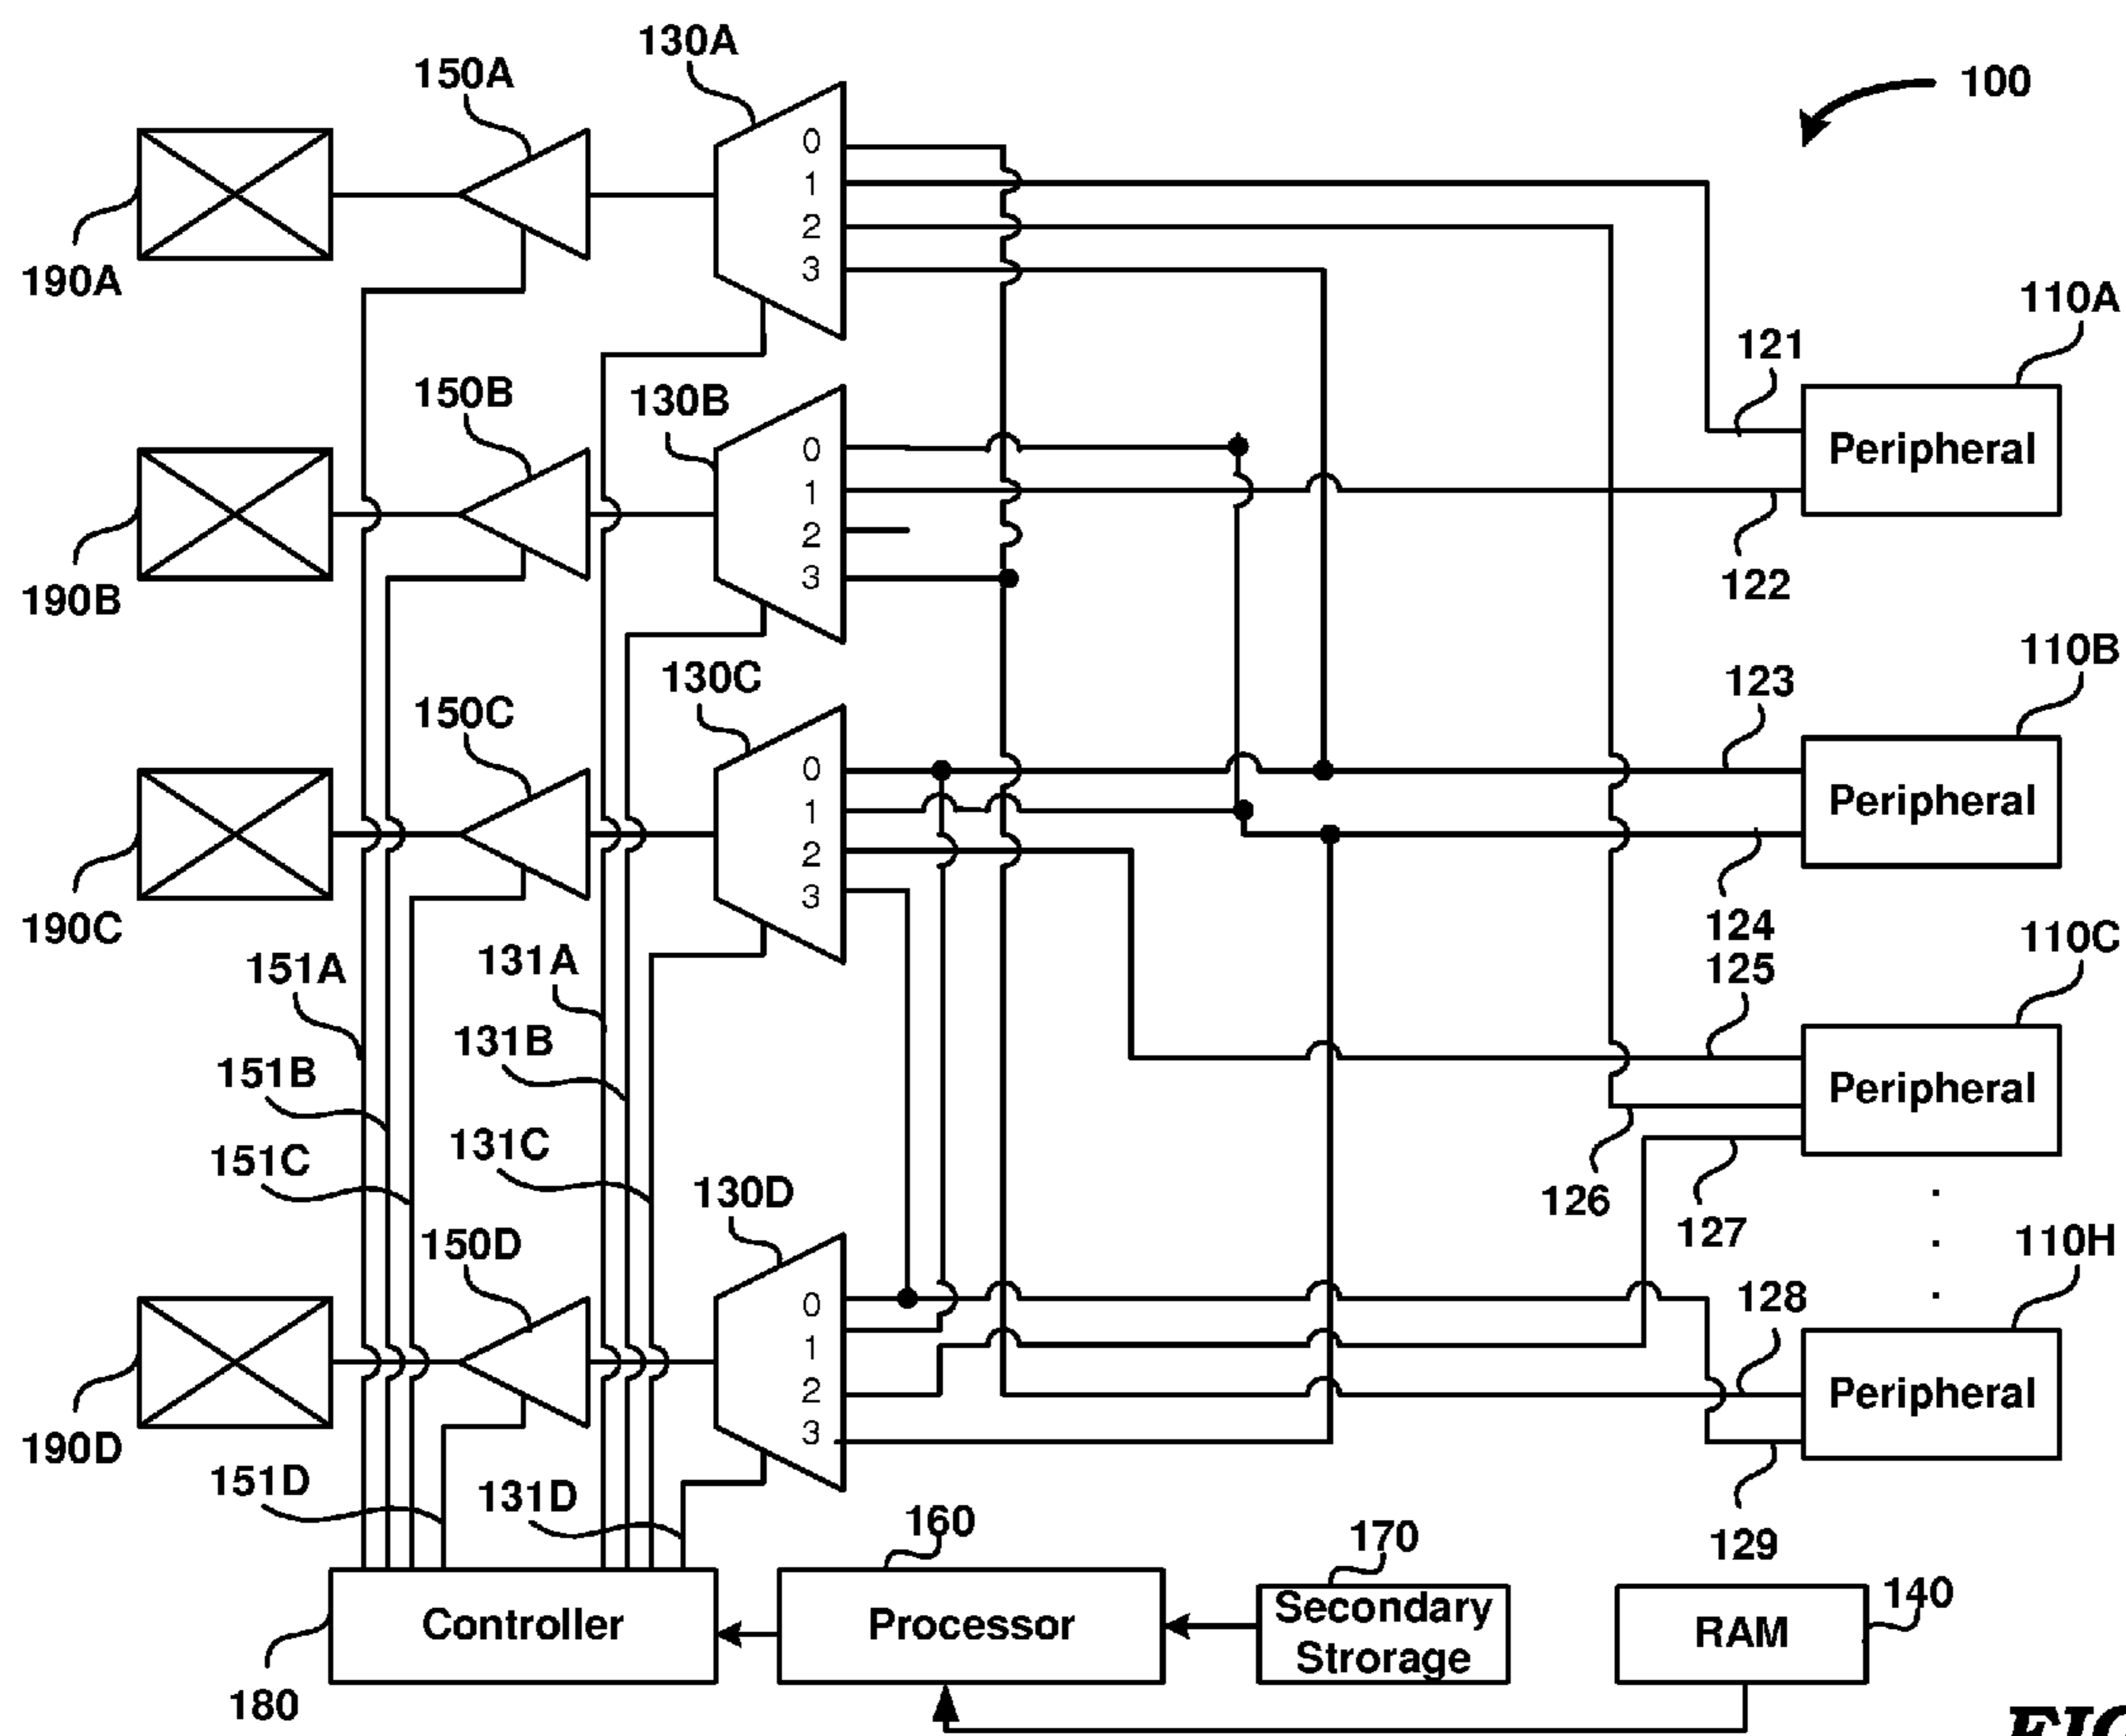 130A
150A
100
0
1
2
3
190A
110A
121
Peripheral
150B
130B
0
1
2
3
122
190B
110B
123
130C
150C
0
1
2
3
Peripheral
124
190C
125
110C
151A
131A
131B
151B
Peripheral
131C
151C
130D
126
127
150D
110H
128
0
1
2
3
Peripheral
190D
151D
131D
160
170
129
140
Controller
Processor
Secondary
Strorage
RAM
180